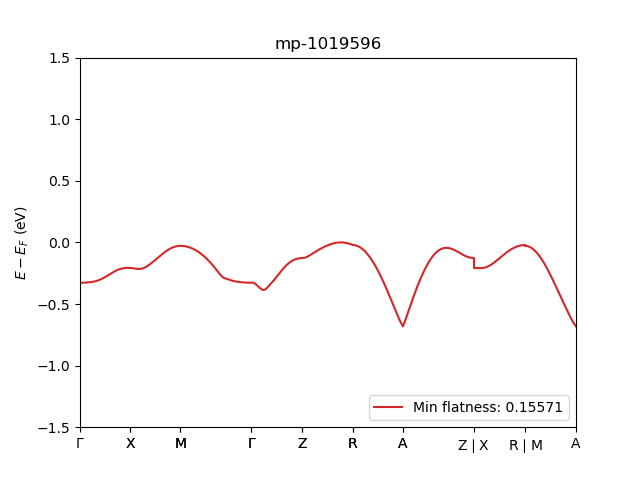 mp-1019596
E − E_F (eV)
1.5
1.0
0.5
0.0
−0.5
−1.0
−1.5
Min flatness: 0.15571
Γ X M Γ Z R A Z | X R | M A